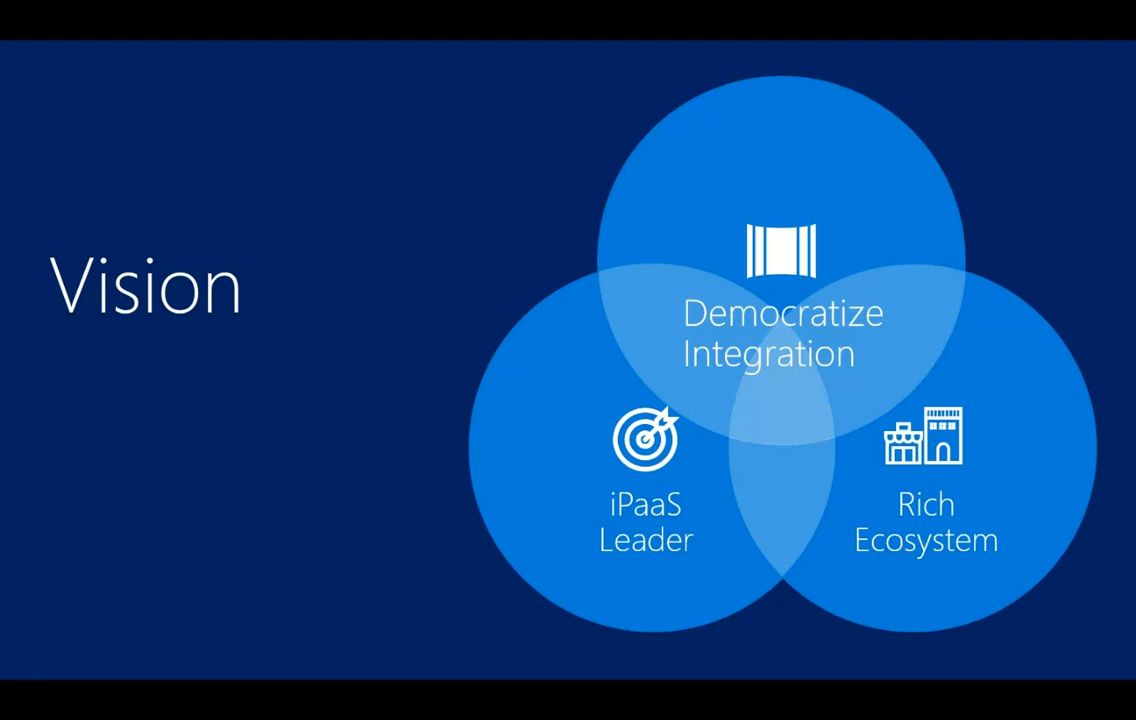 Vision
Democratize
Integration
iPaaS
Leader
Rich
Ecosystem